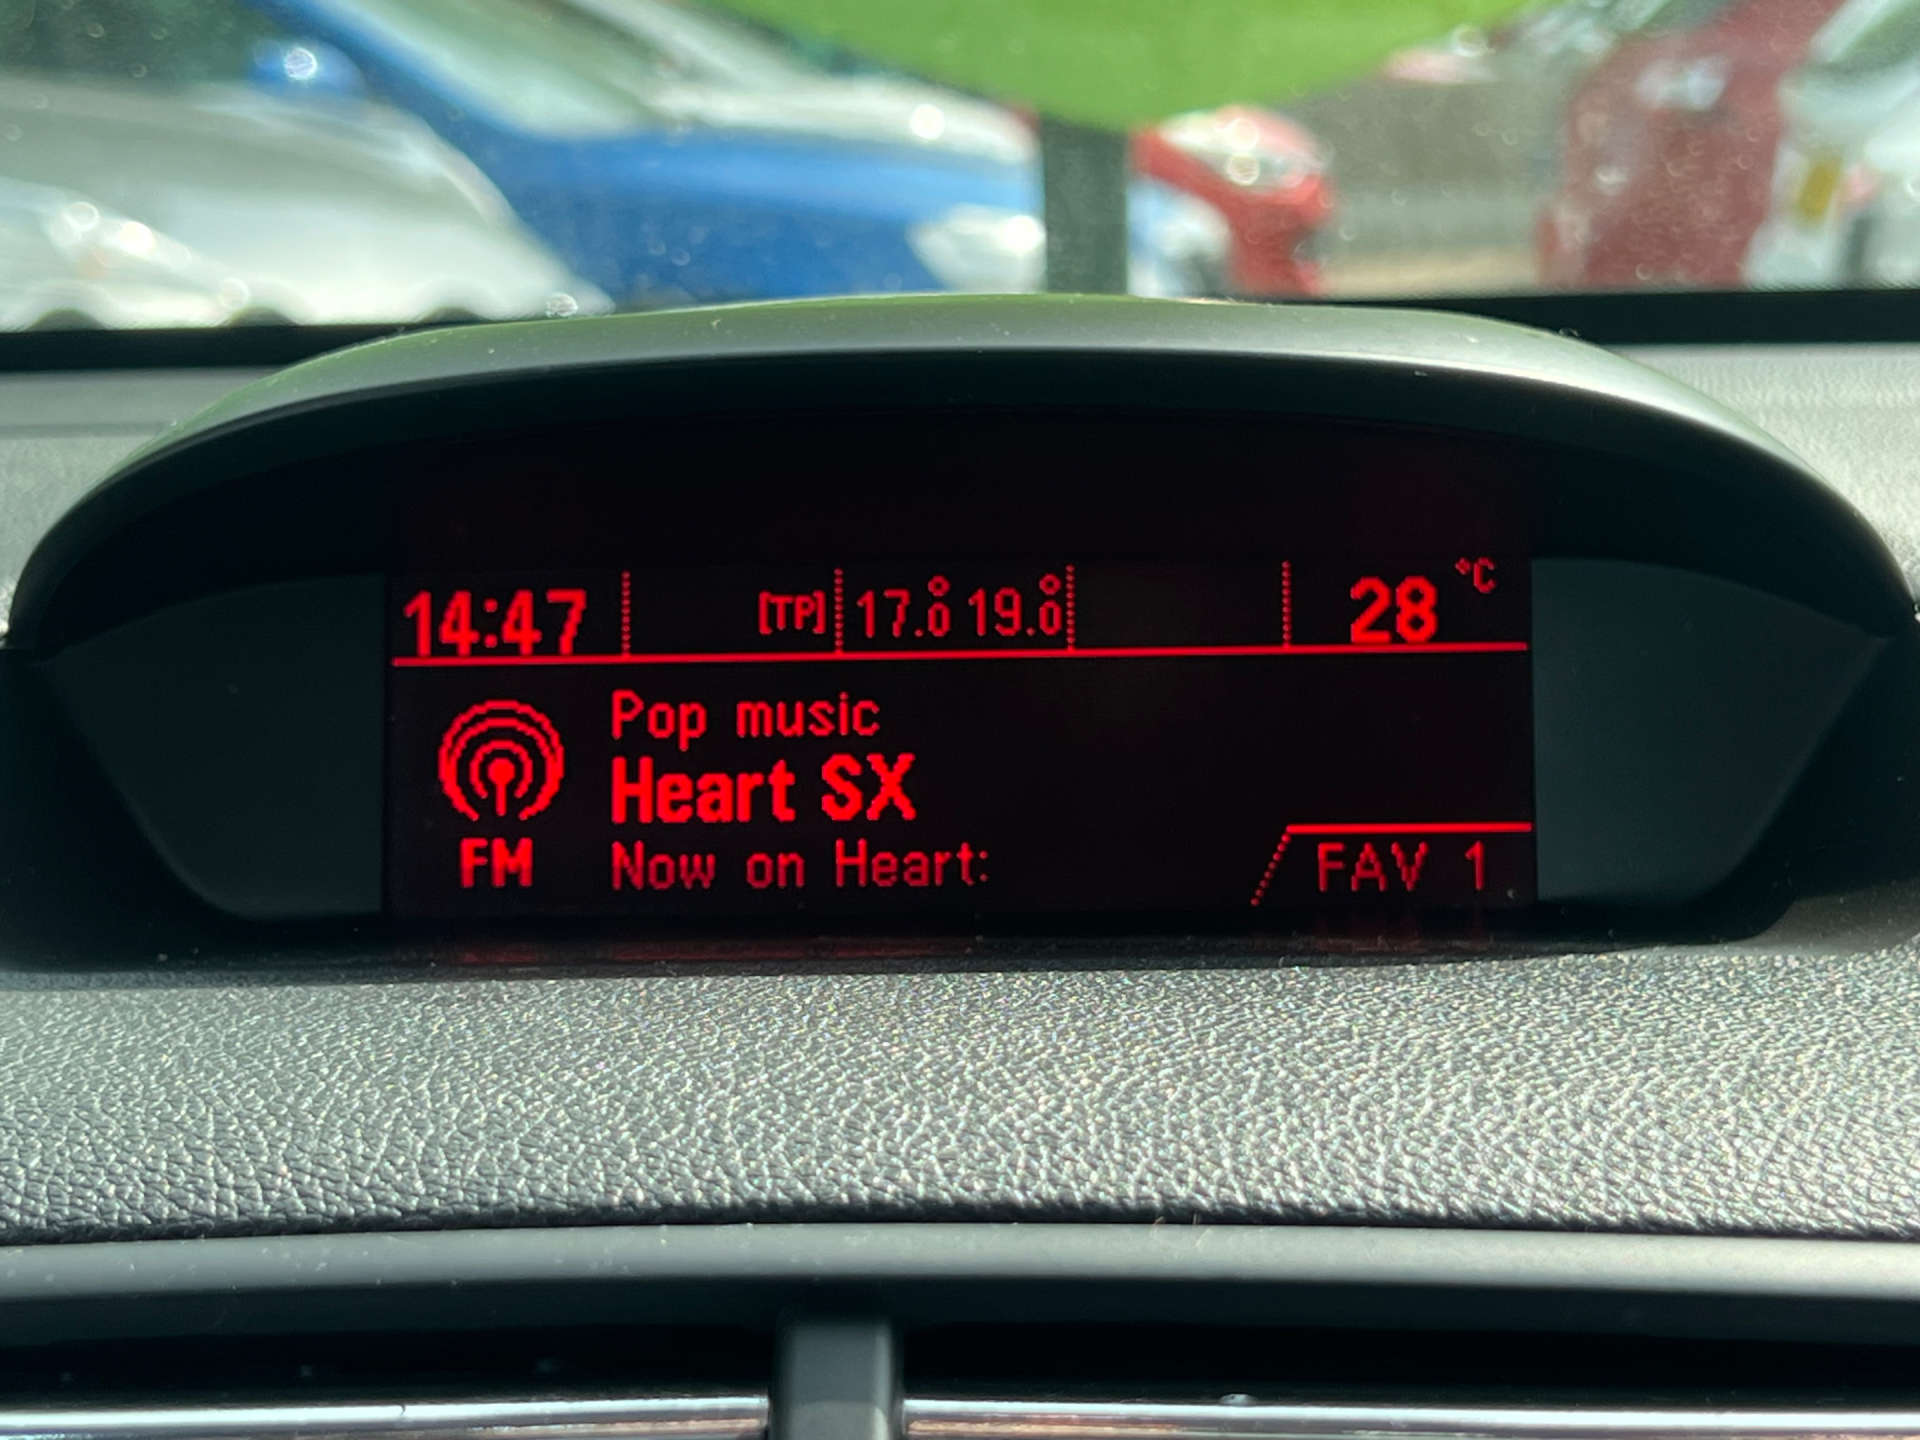 14:47 [TP] 17.0° 19.0° 28 °C
Pop music
Heart SX
FM Now on Heart: FAV 1